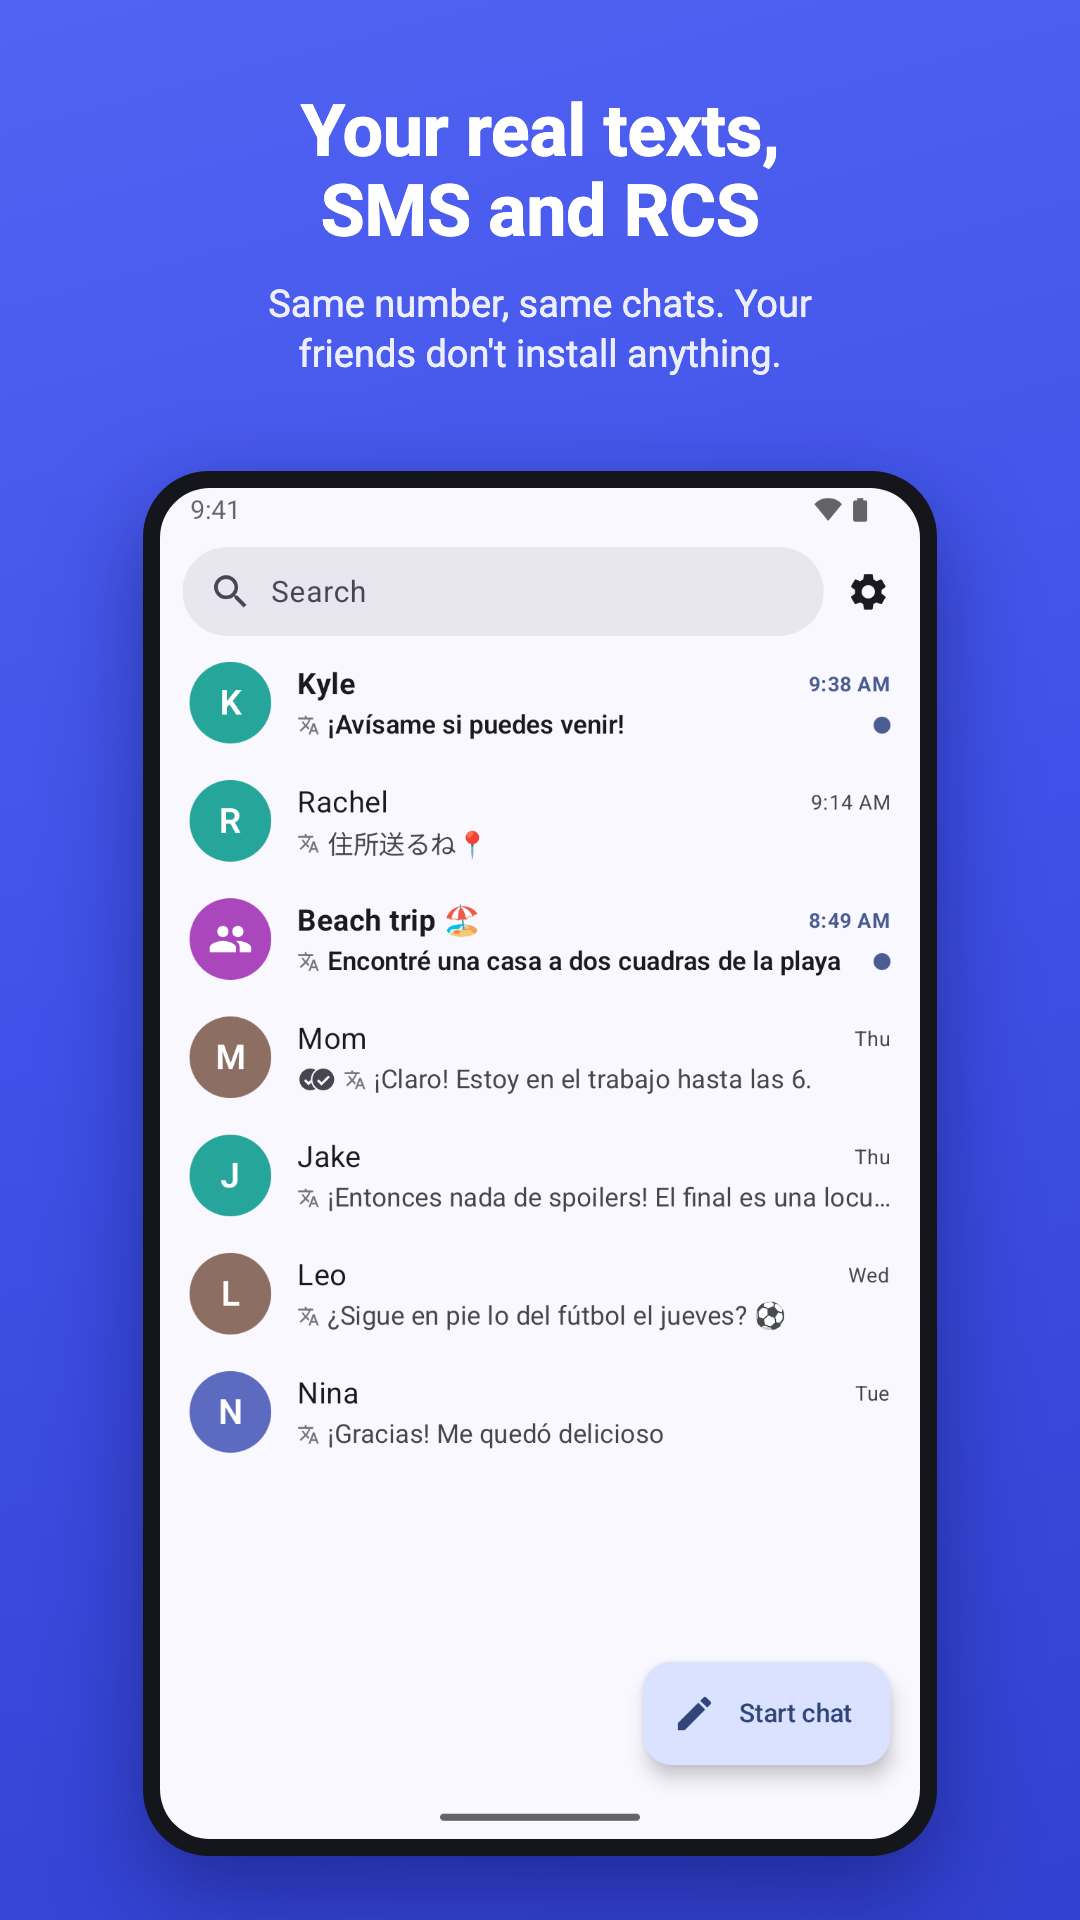 Your real texts,
SMS and RCS
Same number, same chats. Your
friends don't install anything.
9:41
Search
K
Kyle
9:38 AM
¡Avísame si puedes venir!
R
Rachel
9:14 AM
住所送るね📍
Beach trip 🏖️
8:49 AM
Encontré una casa a dos cuadras de la playa
M
Mom
Thu
¡Claro! Estoy en el trabajo hasta las 6.
J
Jake
Thu
¡Entonces nada de spoilers! El final es una locu...
L
Leo
Wed
¿Sigue en pie lo del fútbol el jueves? ⚽
N
Nina
Tue
¡Gracias! Me quedó delicioso
Start chat